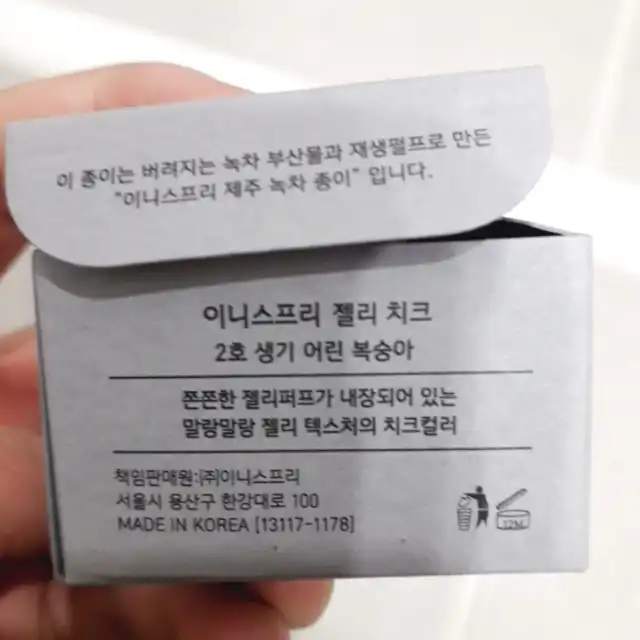 이 종이는 버려지는 녹차 부산물과 재생펄프로 만든
"이니스프리 제주 녹차 종이" 입니다.
이니스프리 젤리 치크
2호 생기 어린 복숭아
쫀쫀한 젤리퍼프가 내장되어 있는
말랑말랑 젤리 텍스처의 치크컬러
책임판매원:(주)이니스프리
서울시 용산구 한강대로 100
MADE IN KOREA [13117-1178]
12M